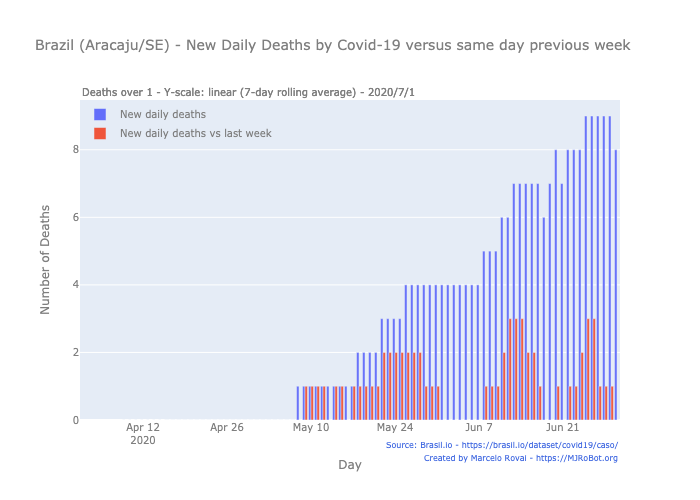 Brazil (Aracaju/SE) - New Daily Deaths by Covid-19 versus same day previous week
Deaths over 1 - Y-scale: linear (7-day rolling average) - 2020/7/1
New daily deaths
New daily deaths vs last week
Number of Deaths
8
6
4
2
0
Apr 12 Apr 26 May 10 May 24 Jun 7 Jun 21
2020
Day
Source: Brasil.io - https://brasil.io/dataset/covid19/caso/
Created by Marcelo Rovai - https://MJRoBot.org